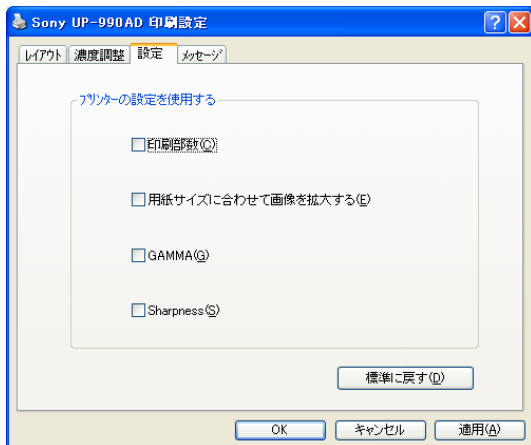 Sony UP-990AD 印刷設定
レイアウト 濃度調整 設定 メッセージ
プリンターの設定を使用する
印刷部数(C)
用紙サイズに合わせて画像を拡大する(E)
GAMMA(G)
Sharpness(S)
標準に戻す(D)
OK キャンセル 適用(A)